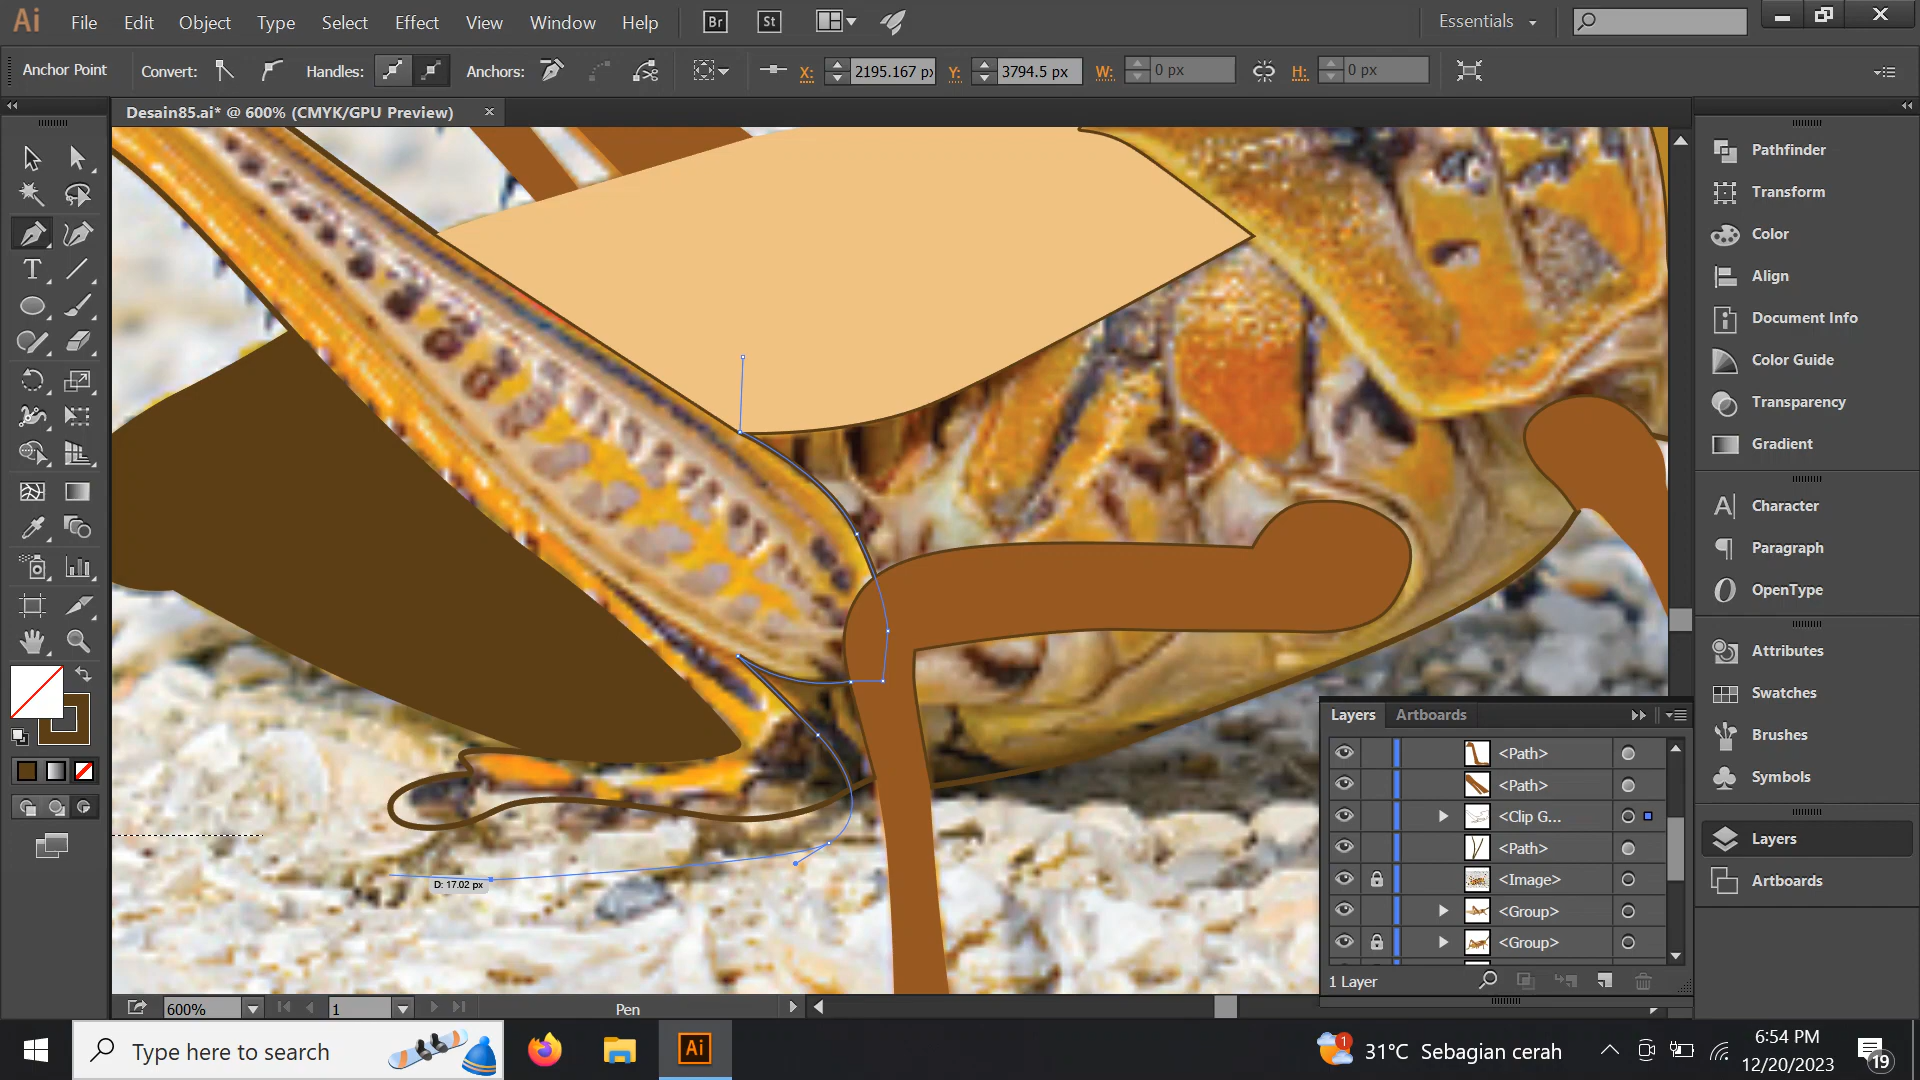 Ai File Edit Object Type Select Effect View Window Help Br St Essentials
Anchor Point Convert: Handles: Anchors: X: 2195.167 px Y: 3794.5 px W: 0 px H: 0 px
Desain85.ai* @ 600% (CMYK/GPU Preview)
Pathfinder
Transform
Color
Align
Document Info
Color Guide
Transparency
Gradient
Character
Paragraph
OpenType
Attributes
Swatches
Brushes
Symbols
Layers
Artboards
D: 17.02 px
Layers Artboards
<Path>
<Path>
<Clip G...
<Path>
<Image>
<Group>
<Group>
1 Layer
600% 1 Pen
Type here to search
Ai
1
31°C Sebagian cerah
6:54 PM
12/20/2023
19